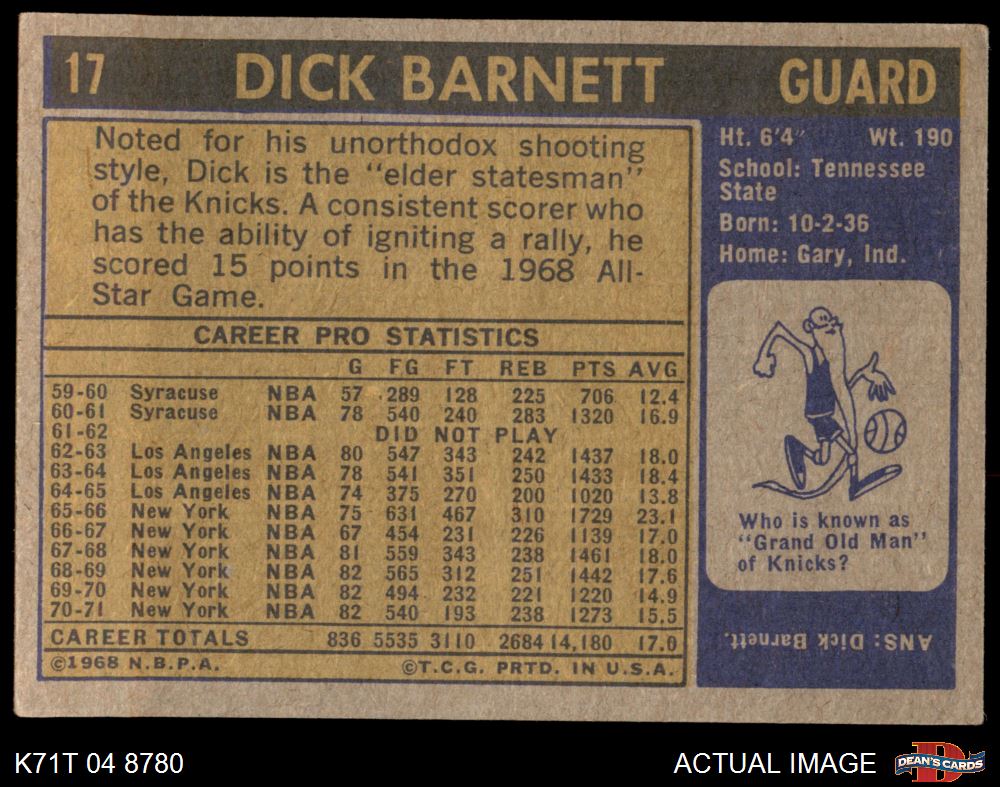 17 DICK BARNETT GUARD
Noted for his unorthodox shooting
style, Dick is the "elder statesman"
of the Knicks. A consistent scorer who
has the ability of igniting a rally, he
scored 15 points in the 1968 All-
Star Game.
CAREER PRO STATISTICS
G FG FT REB PTS AVG
59-60 Syracuse NBA 57 289 128 225 706 12.4
60-61 Syracuse NBA 78 540 240 283 1320 16.9
61-62 DID NOT PLAY
62-63 Los Angeles NBA 80 547 343 242 1437 18.0
63-64 Los Angeles NBA 78 541 351 250 1433 18.4
64-65 Los Angeles NBA 74 375 270 200 1020 13.8
65-66 New York NBA 75 631 467 310 1729 23.1
66-67 New York NBA 67 454 231 226 1139 17.0
67-68 New York NBA 81 559 343 238 1461 18.0
68-69 New York NBA 82 565 312 251 1442 17.6
69-70 New York NBA 82 494 232 221 1220 14.9
70-71 New York NBA 82 540 193 238 1273 15.5
CAREER TOTALS 836 5535 3110 2684 14,180 17.0
©1968 N.B.P.A. ©T.C.G. PRTD. IN U.S.A.
Ht. 6'4" Wt. 190
School: Tennessee
State
Born: 10-2-36
Home: Gary, Ind.
Who is known as
"Grand Old Man"
of Knicks?
ANS: Dick Barnett.
K71T 04 8780 ACTUAL IMAGE
D
DEAN'S CARDS